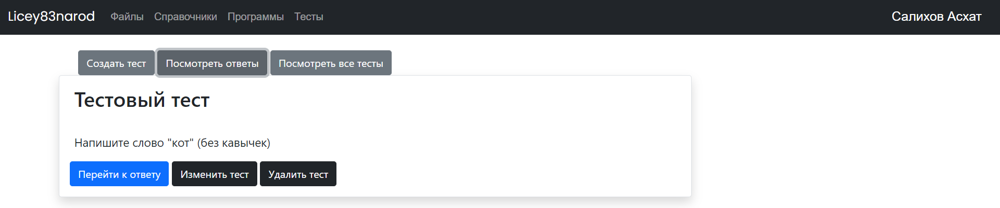 Licey83narod Файлы Справочники Программы Тесты Салихов Асхат
Создать тест Посмотреть ответы Посмотреть все тесты
Тестовый тест
Напишите слово "кот" (без кавычек)
Перейти к ответу Изменить тест Удалить тест